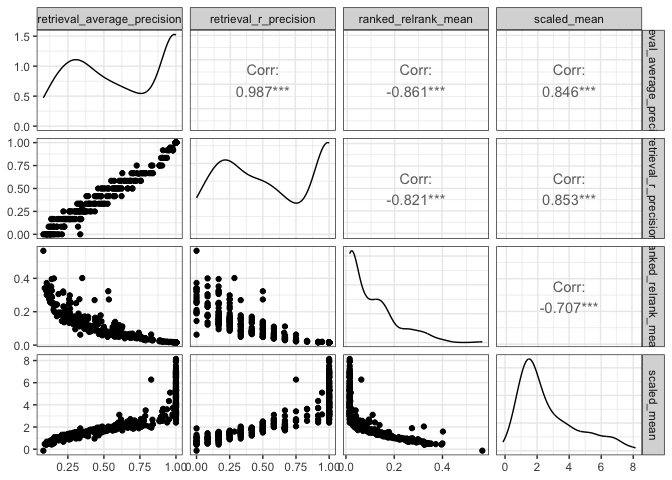 retrieval_average_precision retrieval_r_precision ranked_relrank_mean scaled_mean
1.5
1.0
0.5
0.0
Corr:
0.987***
Corr:
-0.861***
Corr:
0.846***
eval_average_preci
1.00
0.75
0.50
0.25
0.00
Corr:
-0.821***
Corr:
0.853***
retrieval_r_precision
0.4
0.2
0.0
Corr:
-0.707***
anked_relrank_mea
8
6
4
2
0
scaled_mean
0.25 0.50 0.75 1.00 0.00 0.25 0.50 0.75 1.00 0.0 0.2 0.4 0 2 4 6 8